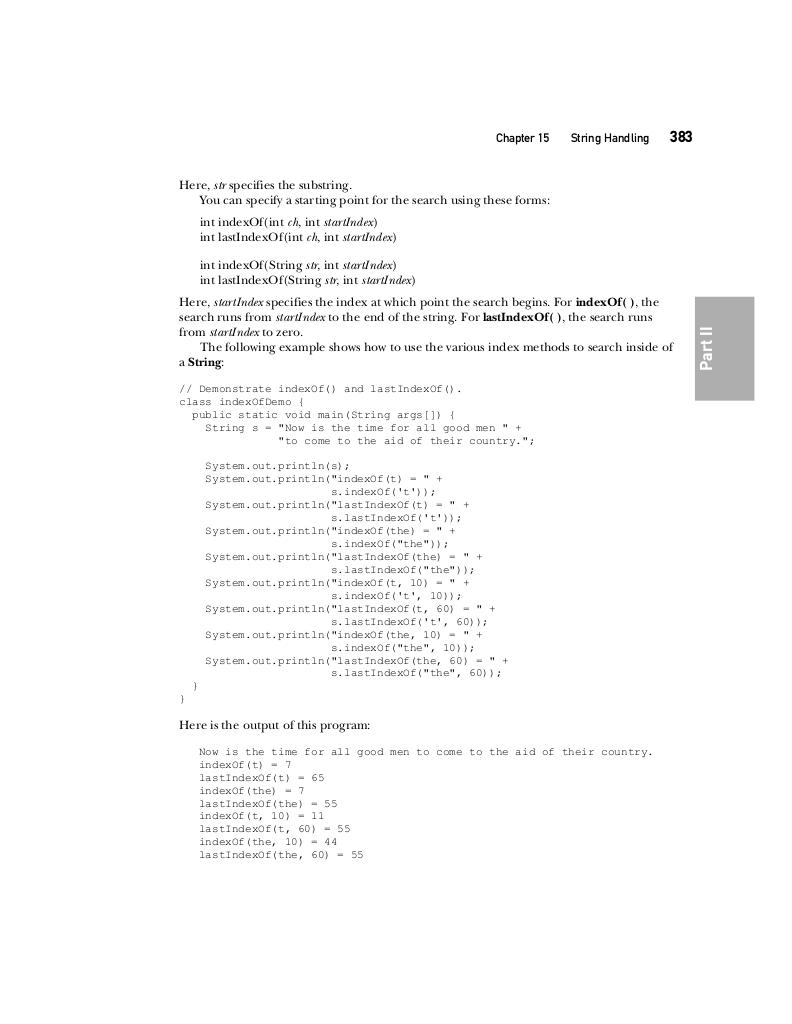 Chapter 15 String Handling 383
Here, str specifies the substring.
You can specify a starting point for the search using these forms:
int indexOf(int ch, int startIndex)
int lastIndexOf(int ch, int startIndex)
int indexOf(String str, int startIndex)
int lastIndexOf(String str, int startIndex)
Here, startIndex specifies the index at which point the search begins. For indexOf( ), the
search runs from startIndex to the end of the string. For lastIndexOf( ), the search runs
from startIndex to zero.
The following example shows how to use the various index methods to search inside of
a String:
Part II
// Demonstrate indexOf() and lastIndexOf().
class indexOfDemo {
  public static void main(String args[]) {
    String s = "Now is the time for all good men " +
               "to come to the aid of their country.";
    System.out.println(s);
    System.out.println("indexOf(t) = " +
                       s.indexOf('t'));
    System.out.println("lastIndexOf(t) = " +
                       s.lastIndexOf('t'));
    System.out.println("indexOf(the) = " +
                       s.indexOf("the"));
    System.out.println("lastIndexOf(the) = " +
                       s.lastIndexOf("the"));
    System.out.println("indexOf(t, 10) = " +
                       s.indexOf('t', 10));
    System.out.println("lastIndexOf(t, 60) = " +
                       s.lastIndexOf('t', 60));
    System.out.println("indexOf(the, 10) = " +
                       s.indexOf("the", 10));
    System.out.println("lastIndexOf(the, 60) = " +
                       s.lastIndexOf("the", 60));
  }
}
Here is the output of this program:
Now is the time for all good men to come to the aid of their country.
indexOf(t) = 7
lastIndexOf(t) = 65
indexOf(the) = 7
lastIndexOf(the) = 55
indexOf(t, 10) = 11
lastIndexOf(t, 60) = 55
indexOf(the, 10) = 44
lastIndexOf(the, 60) = 55